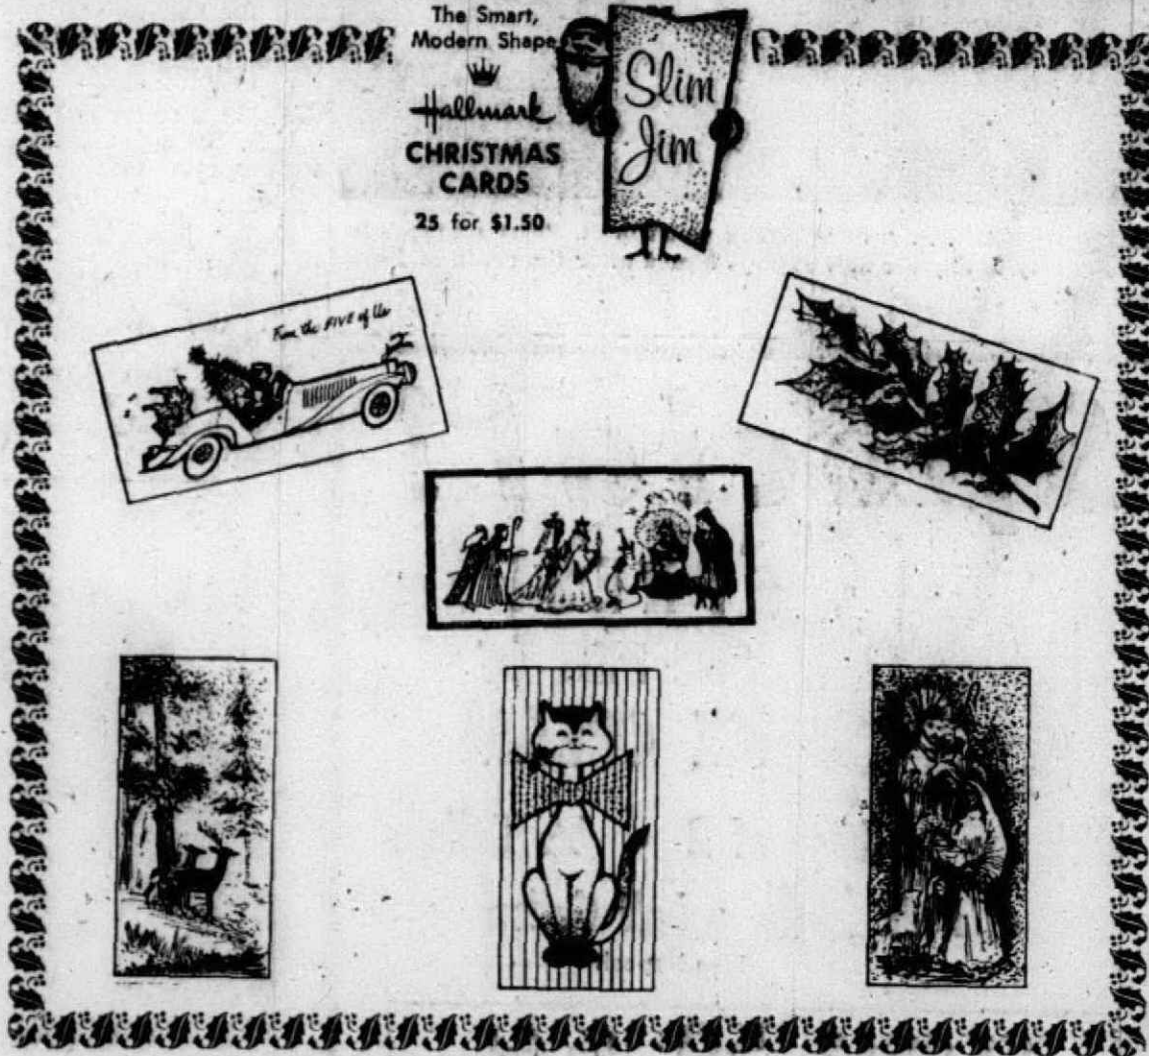 The Smart,
Modern Shape
Hallmark
CHRISTMAS
CARDS
25 for $1.50
Slim
Jim
From the FIVE of Us